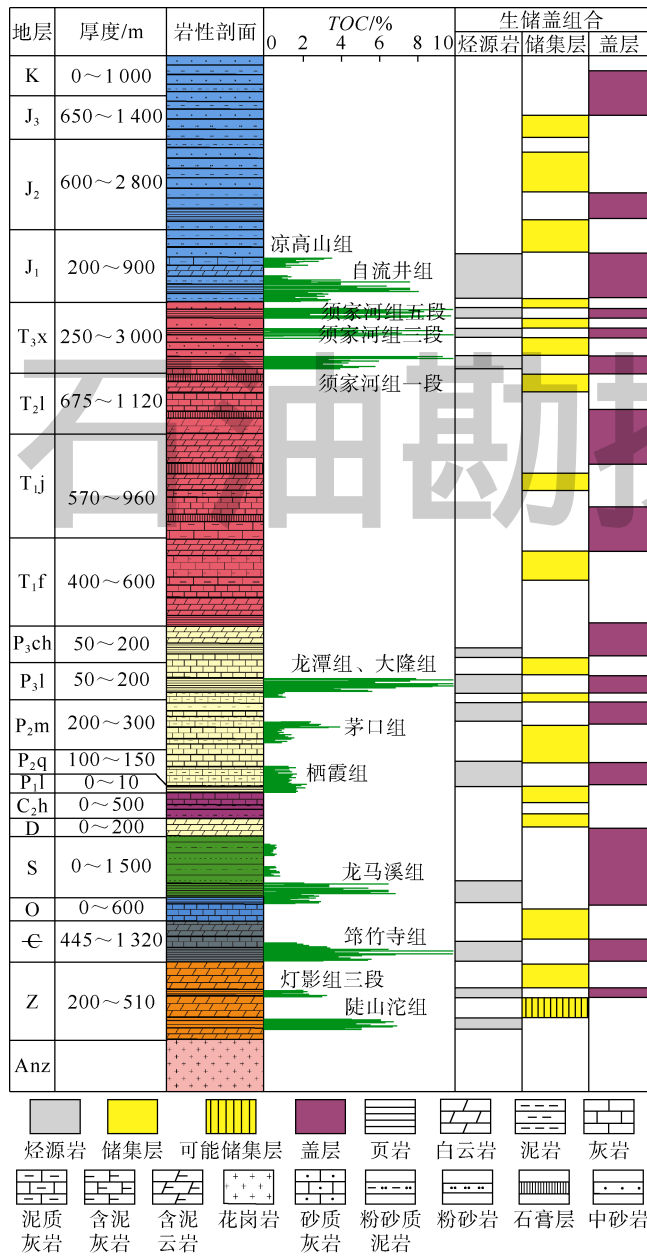 地层 厚度/m 岩性剖面 TOC/% 生储盖组合
0 2 4 6 8 10 烃源岩 储集层 盖层
K 0～1 000
J₃ 650～1 400
J₂ 600～2 800
凉高山组
J₁ 200～900 自流井组
须家河组五段
T₃x 250～3 000 须家河组三段
须家河组一段
T₂l 675～1 120
石油勘探
T₁j 570～960
T₁f 400～600
P₃ch 50～200
龙潭组、大隆组
P₃l 50～200
P₂m 200～300 茅口组
P₂q 100～150
栖霞组
P₁l 0～10
C₂h 0～500
D 0～200
S 0～1 500 龙马溪组
O 0～600
Ꞓ 445～1 320 筇竹寺组
灯影组三段
Z 200～510 陡山沱组
Anz
烃源岩 储集层 可能储集层 盖层 页岩 白云岩 泥岩 灰岩
泥质 含泥 含泥 花岗岩 砂质 粉砂质 粉砂岩 石膏层 中砂岩
灰岩 灰岩 云岩 灰岩 泥岩